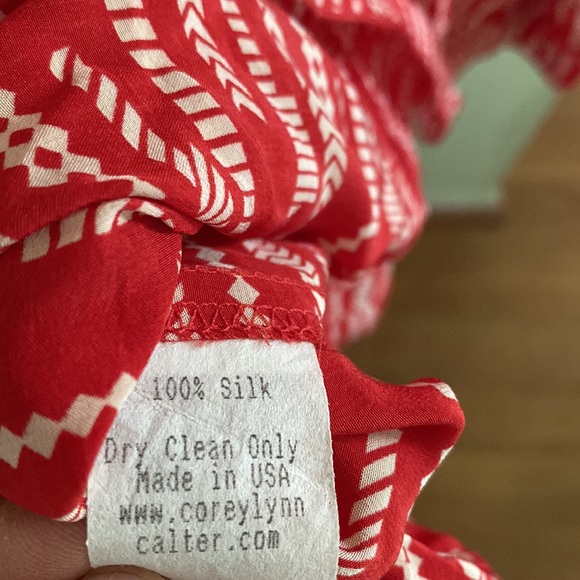 100% Silk
Dry Clean Only
Made in USA
www.coreylynn
calter.com